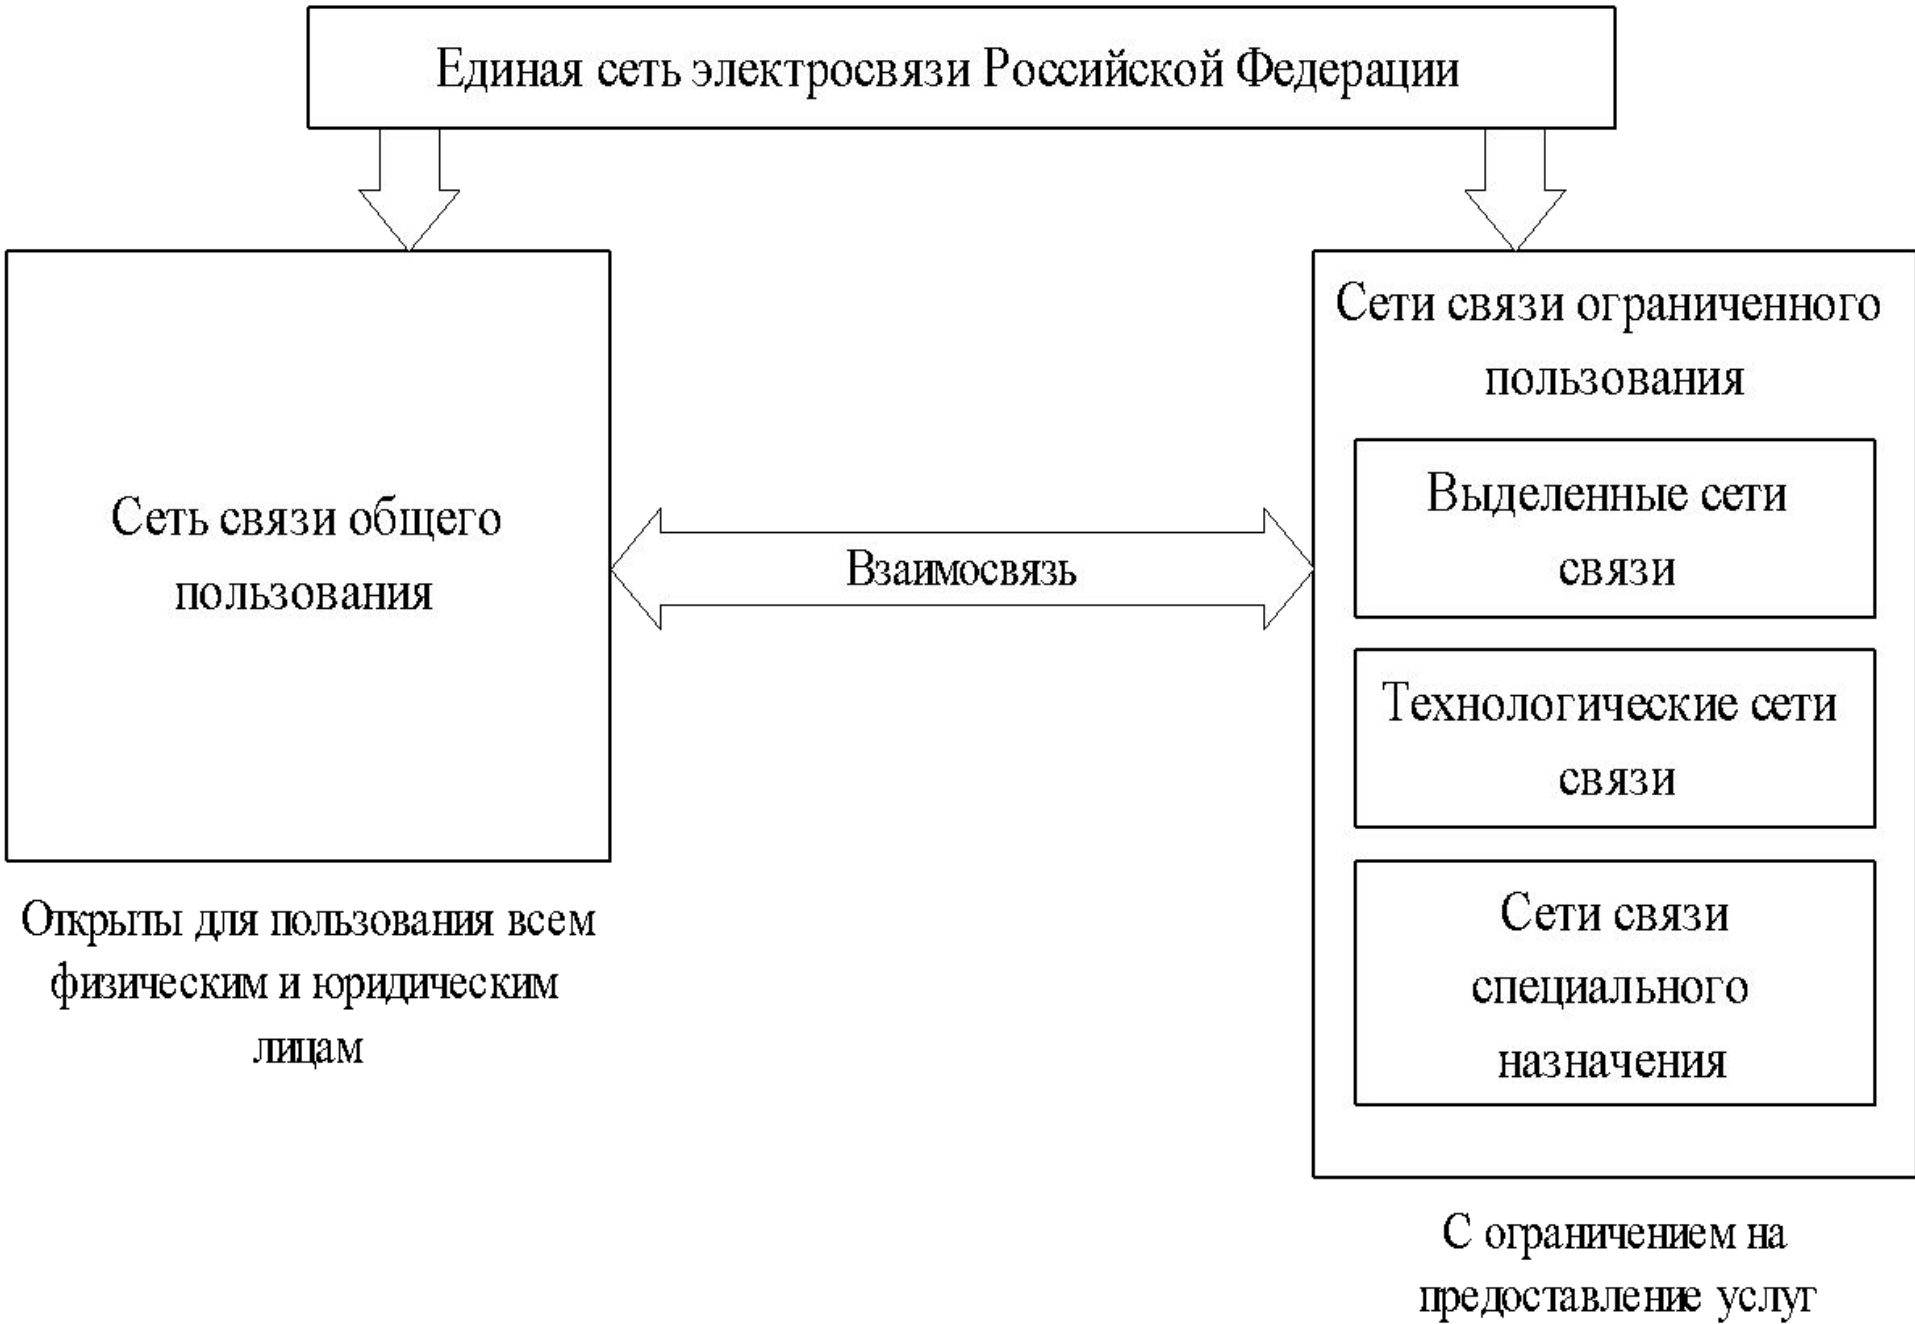 Единая сеть электросвязи Российской Федерации
Сеть связи общего
пользования
Открыты для пользования всем
физическим и юридическим
лицам
Взаимосвязь
Сети связи ограниченного
пользования
Выделенные сети
связи
Технологические сети
связи
Сети связи
специального
назначения
С ограничением на
предоставление услуг